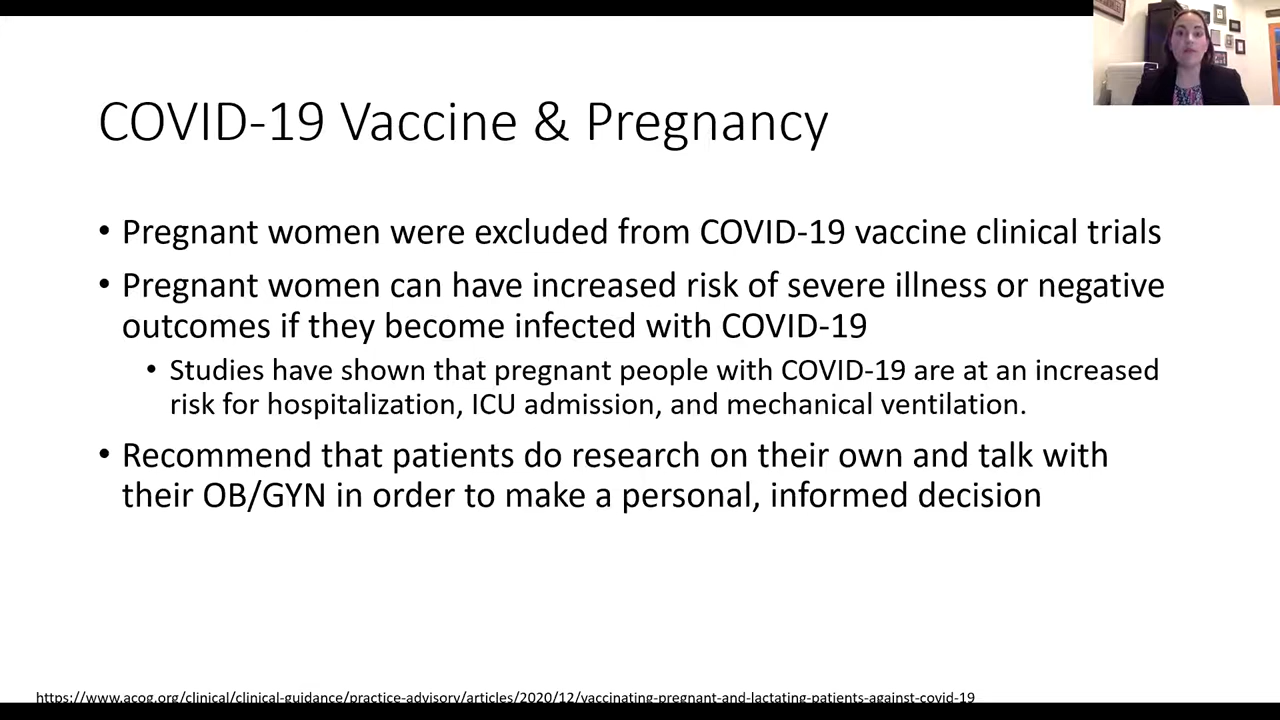 COVID-19 Vaccine & Pregnancy
• Pregnant women were excluded from COVID-19 vaccine clinical trials
• Pregnant women can have increased risk of severe illness or negative
outcomes if they become infected with COVID-19
• Studies have shown that pregnant people with COVID-19 are at an increased
risk for hospitalization, ICU admission, and mechanical ventilation.
• Recommend that patients do research on their own and talk with
their OB/GYN in order to make a personal, informed decision
https://www.acog.org/clinical/clinical-guidance/practice-advisory/articles/2020/12/vaccinating-pregnant-and-lactating-patients-against-covid-19